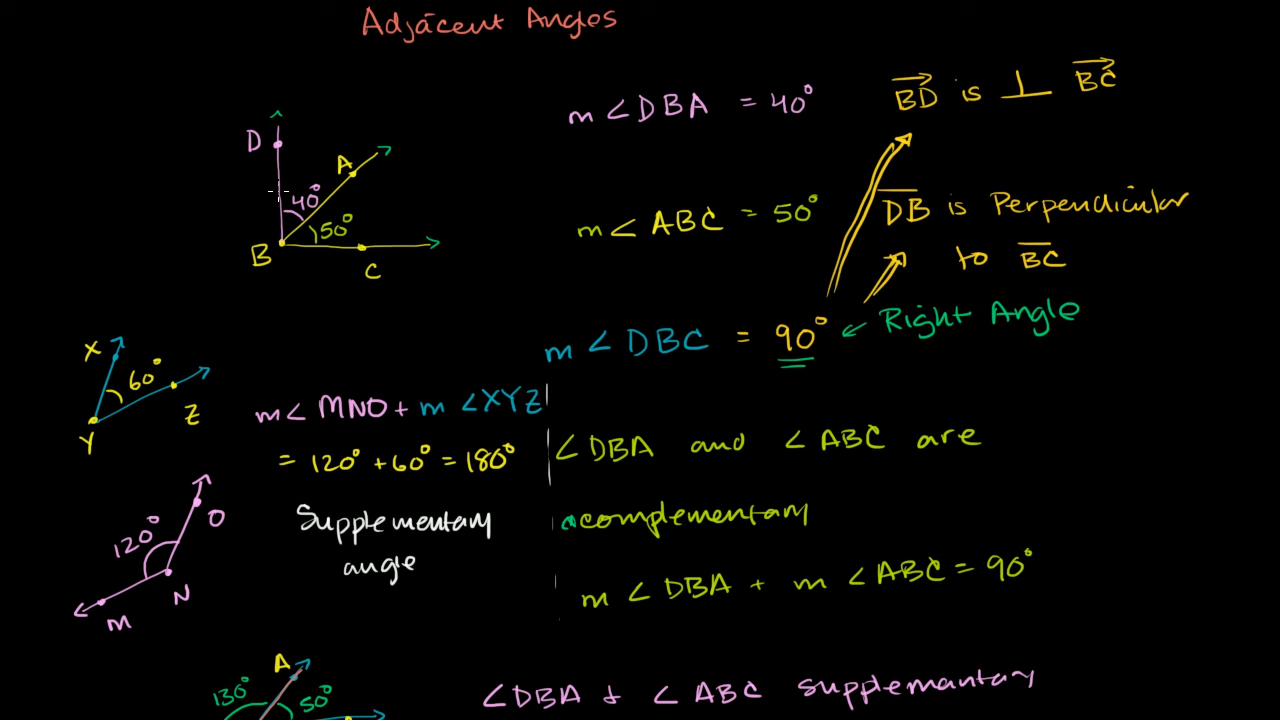 Adjacent Angles
m∠DBA = 40°
BD is ⊥ BC
D
A
40°
50°
B
C
m∠ABC = 50°
DB is Perpendicular
to BC
m∠DBC = 90° ← Right Angle
X
60°
Y
Z
m∠MNO + m∠XYZ
= 120° + 60° = 180°
Supplementary
angle
∠DBA and ∠ABC are
complementary
m∠DBA + m∠ABC = 90°
120°
O
N
M
A
130°
50°
∠DBA + ∠ABC supplemantary